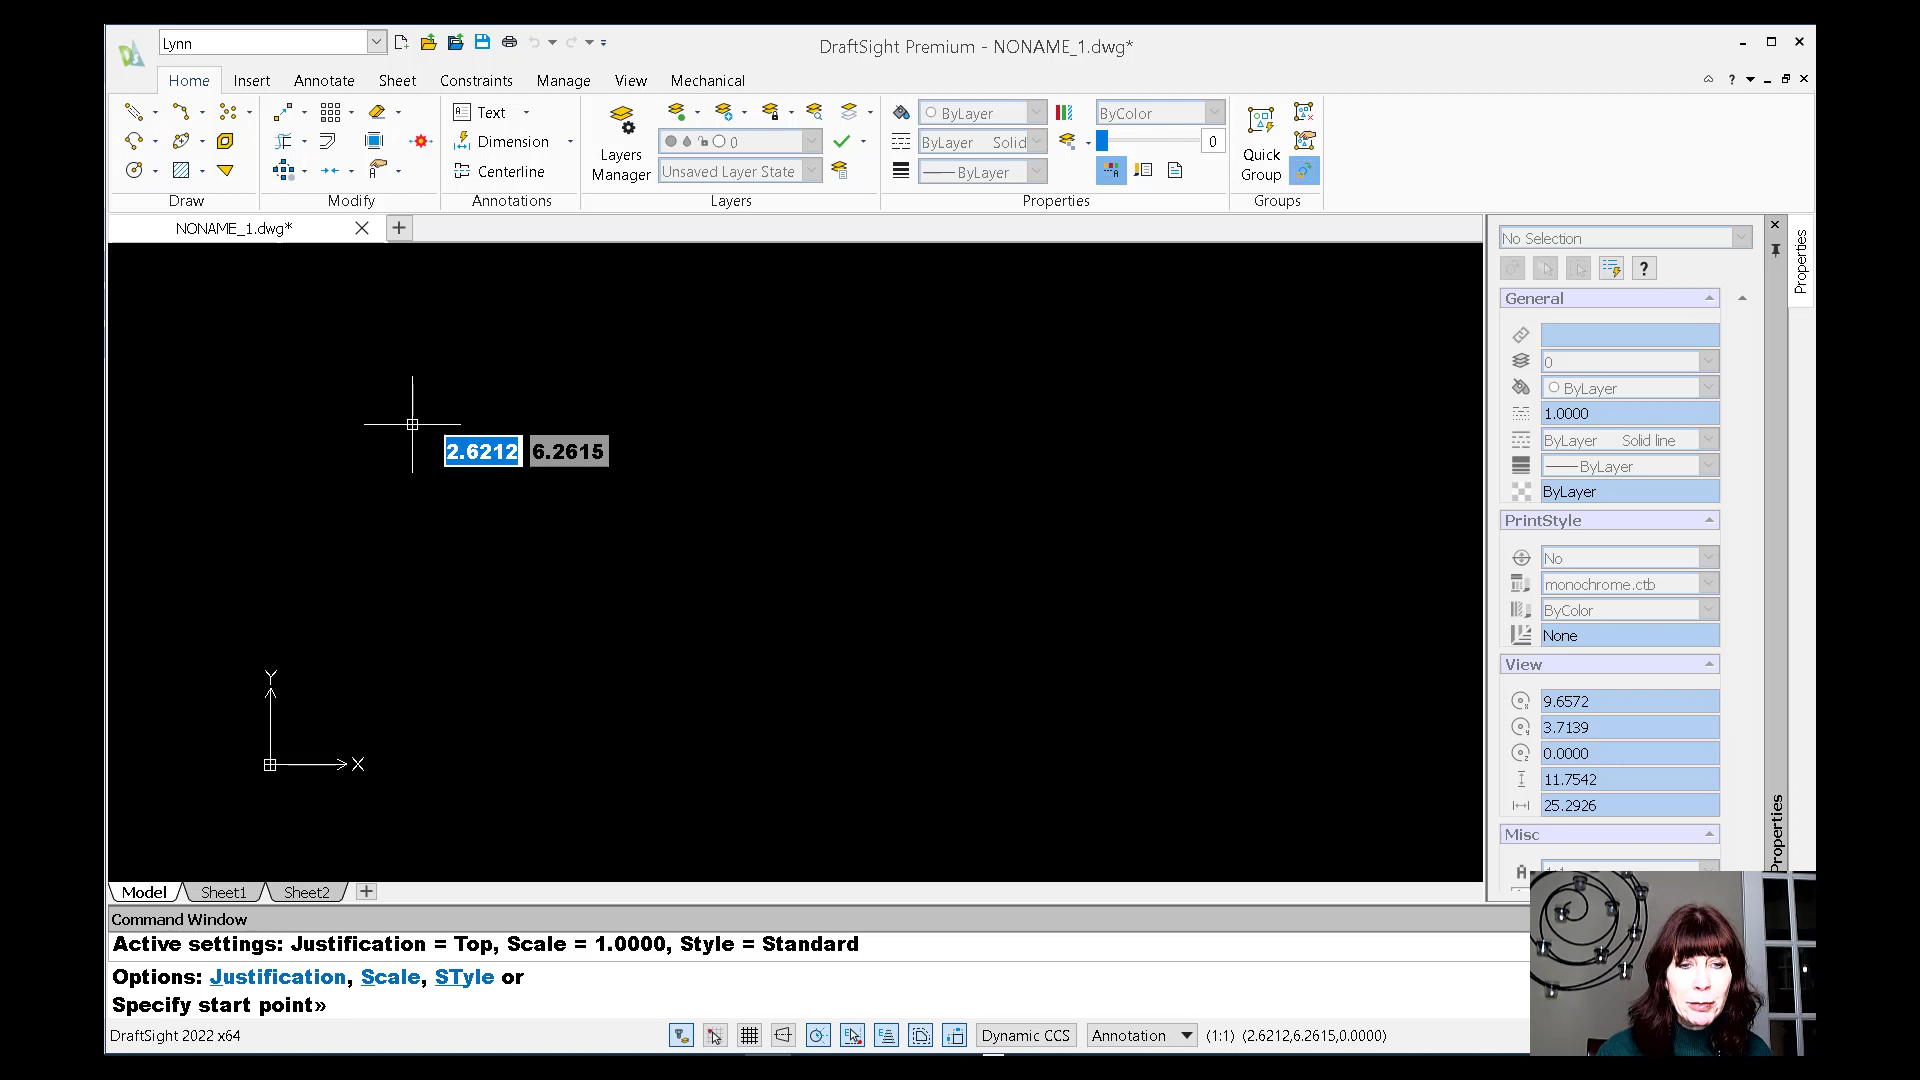 Lynn
DraftSight Premium - NONAME_1.dwg*
Home Insert Annotate Sheet Constraints Manage View Mechanical
Text
Dimension
Centerline
Layers
Manager
0
Unsaved Layer State
ByLayer
ByLayer Solid
ByLayer
ByColor
0
Quick
Group
Draw Modify Annotations Layers Properties Groups
NONAME_1.dwg*
2.6212 6.2615
Y
X
No Selection
Properties
General
0
ByLayer
1.0000
ByLayer Solid line
ByLayer
ByLayer
PrintStyle
No
monochrome.ctb
ByColor
None
View
9.6572
3.7139
0.0000
11.7542
25.2926
Misc
Properties
Model Sheet1 Sheet2
Command Window
Active settings: Justification = Top, Scale = 1.0000, Style = Standard
Options: Justification, Scale, STyle or
Specify start point»
DraftSight 2022 x64
Dynamic CCS Annotation (1:1) (2.6212,6.2615,0.0000)